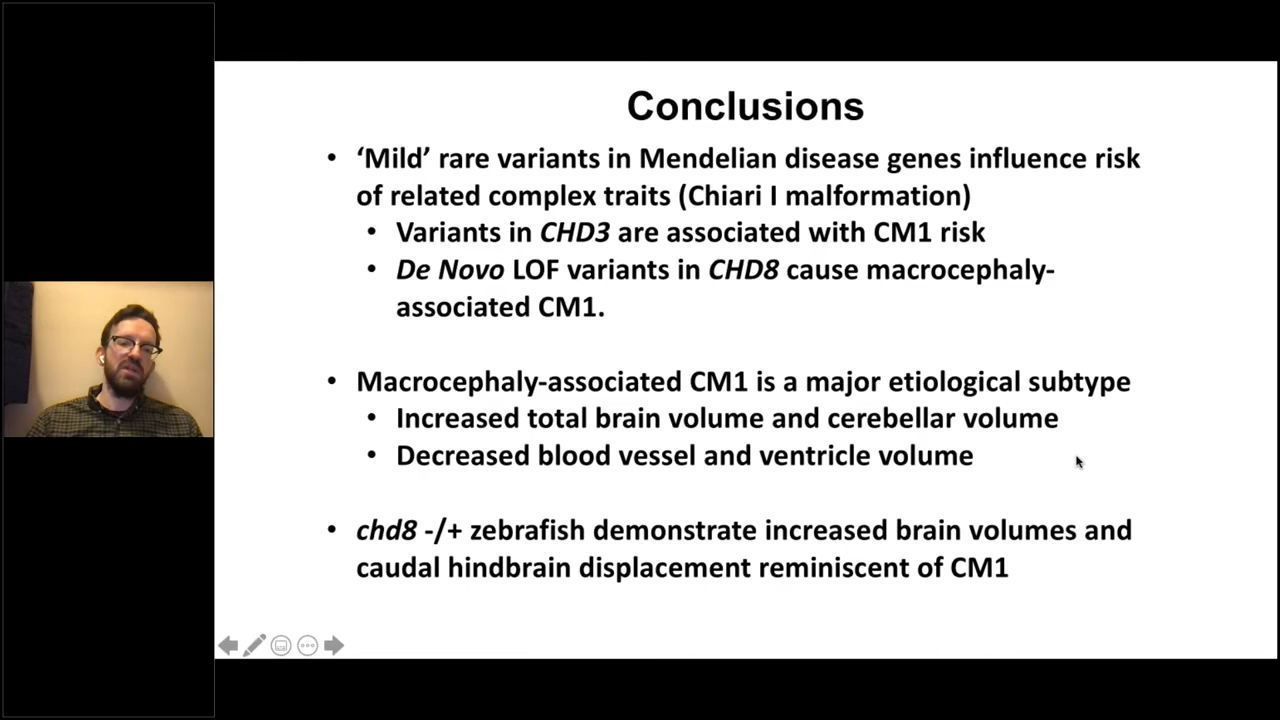 Conclusions
• ‘Mild’ rare variants in Mendelian disease genes influence risk
of related complex traits (Chiari I malformation)
• Variants in CHD3 are associated with CM1 risk
• De Novo LOF variants in CHD8 cause macrocephaly-
associated CM1.
• Macrocephaly-associated CM1 is a major etiological subtype
• Increased total brain volume and cerebellar volume
• Decreased blood vessel and ventricle volume
• chd8 -/+ zebrafish demonstrate increased brain volumes and
caudal hindbrain displacement reminiscent of CM1